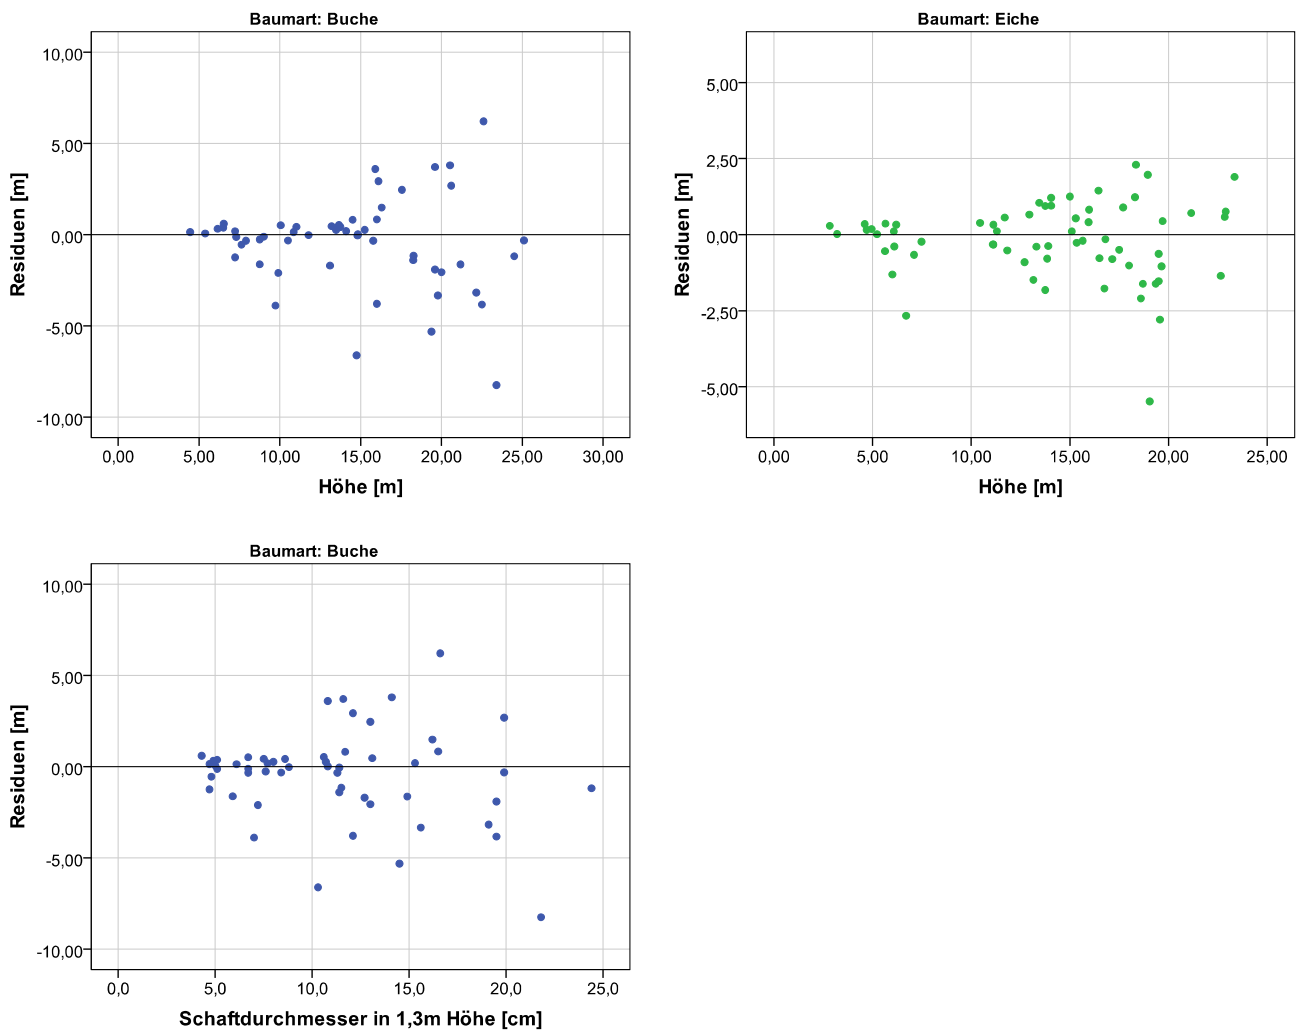 Baumart: Buche
10,00
5,00
0,00
-5,00
-10,00
Residuen [m]
0,00 5,00 10,00 15,00 20,00 25,00 30,00
Höhe [m]
Baumart: Eiche
5,00
2,50
0,00
-2,50
-5,00
Residuen [m]
0,00 5,00 10,00 15,00 20,00 25,00
Höhe [m]
Baumart: Buche
10,00
5,00
0,00
-5,00
-10,00
Residuen [m]
0,0 5,0 10,0 15,0 20,0 25,0
Schaftdurchmesser in 1,3m Höhe [cm]